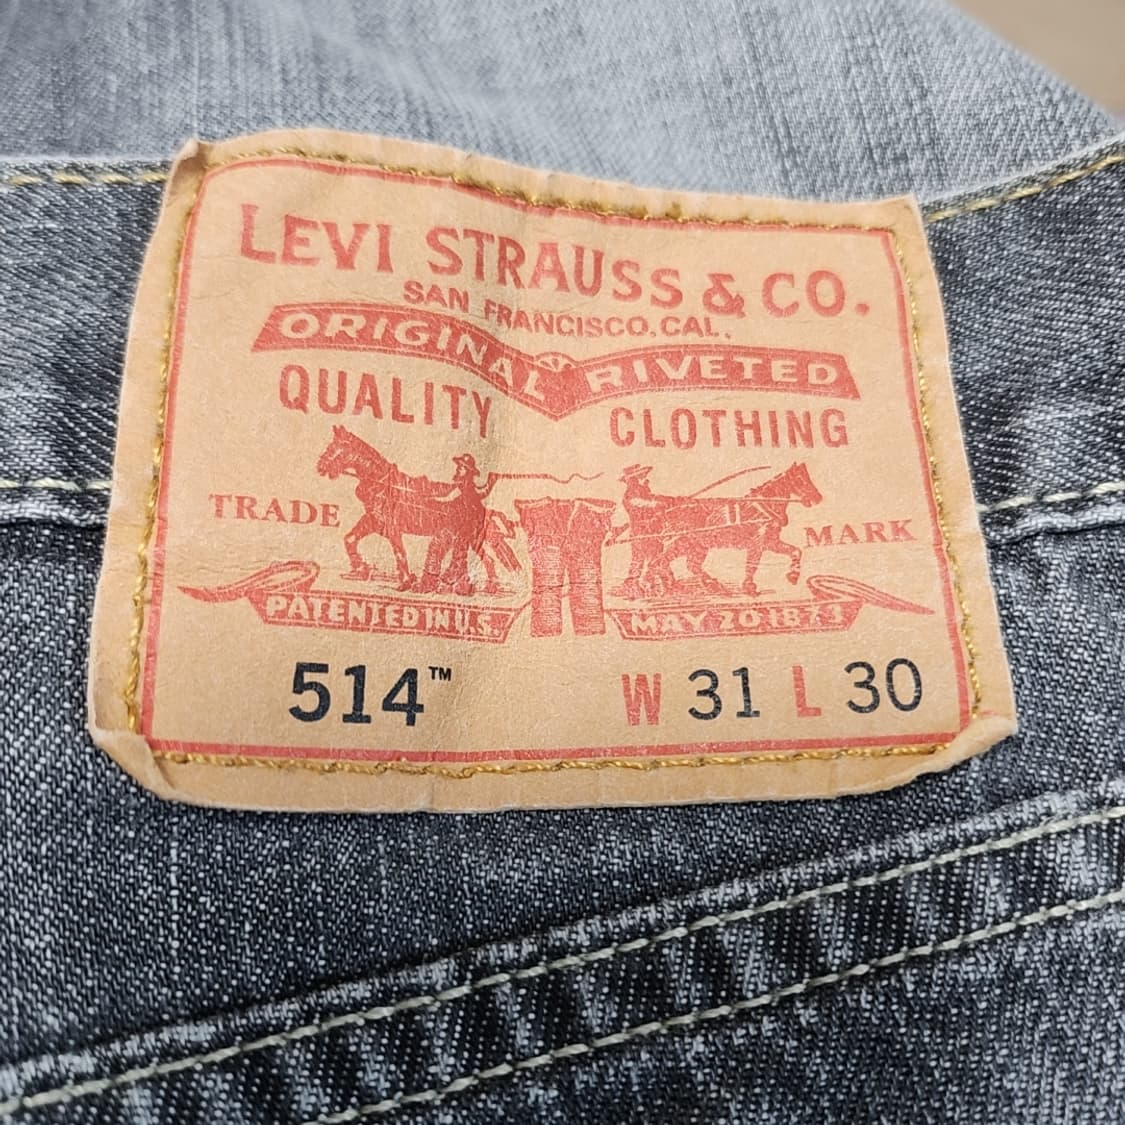 LEVI STRAUSS & CO.
SAN FRANCISCO, CAL.
ORIGINAL RIVETED
QUALITY CLOTHING
TRADE MARK
PATENTED IN U.S. MAY 20 1873
514™ W 31 L 30